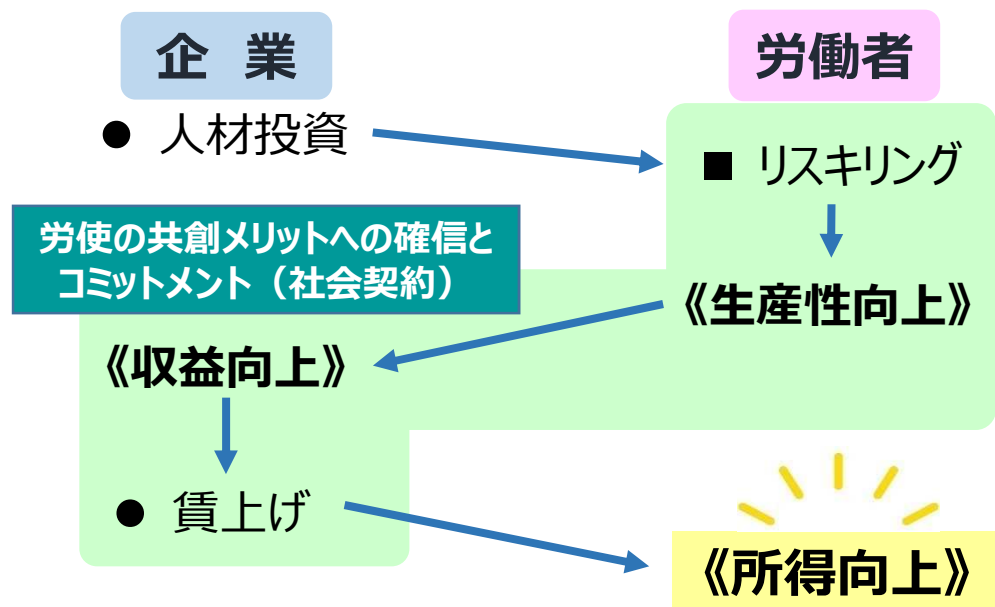 企 業
労働者
● 人材投資
■ リスキリング
労使の共創メリットへの確信と
コミットメント（社会契約）
《生産性向上》
《収益向上》
● 賃上げ
《所得向上》